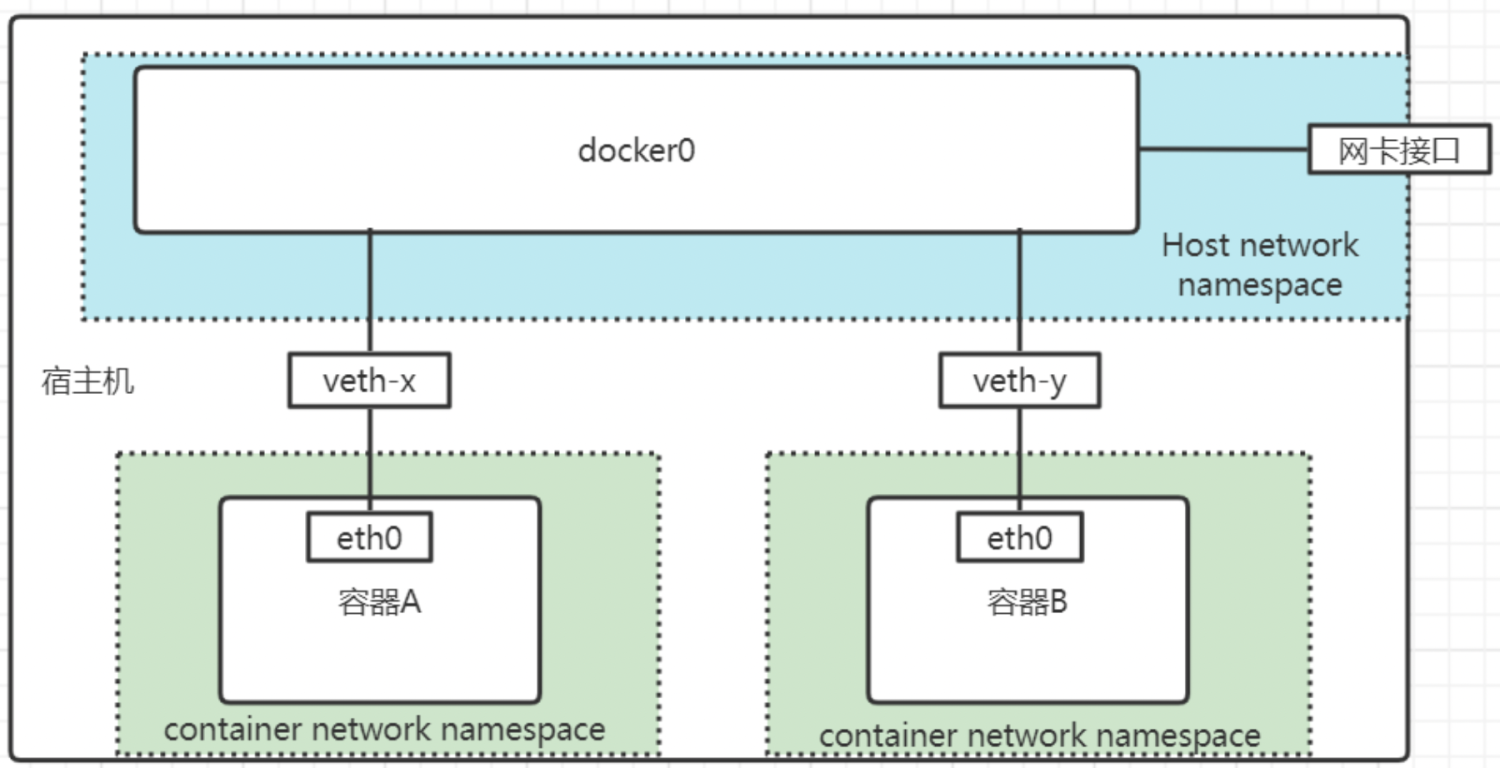 docker0
网卡接口
Host network
namespace
宿主机
veth-x
veth-y
eth0
eth0
容器A
容器B
container network namespace
container network namespace